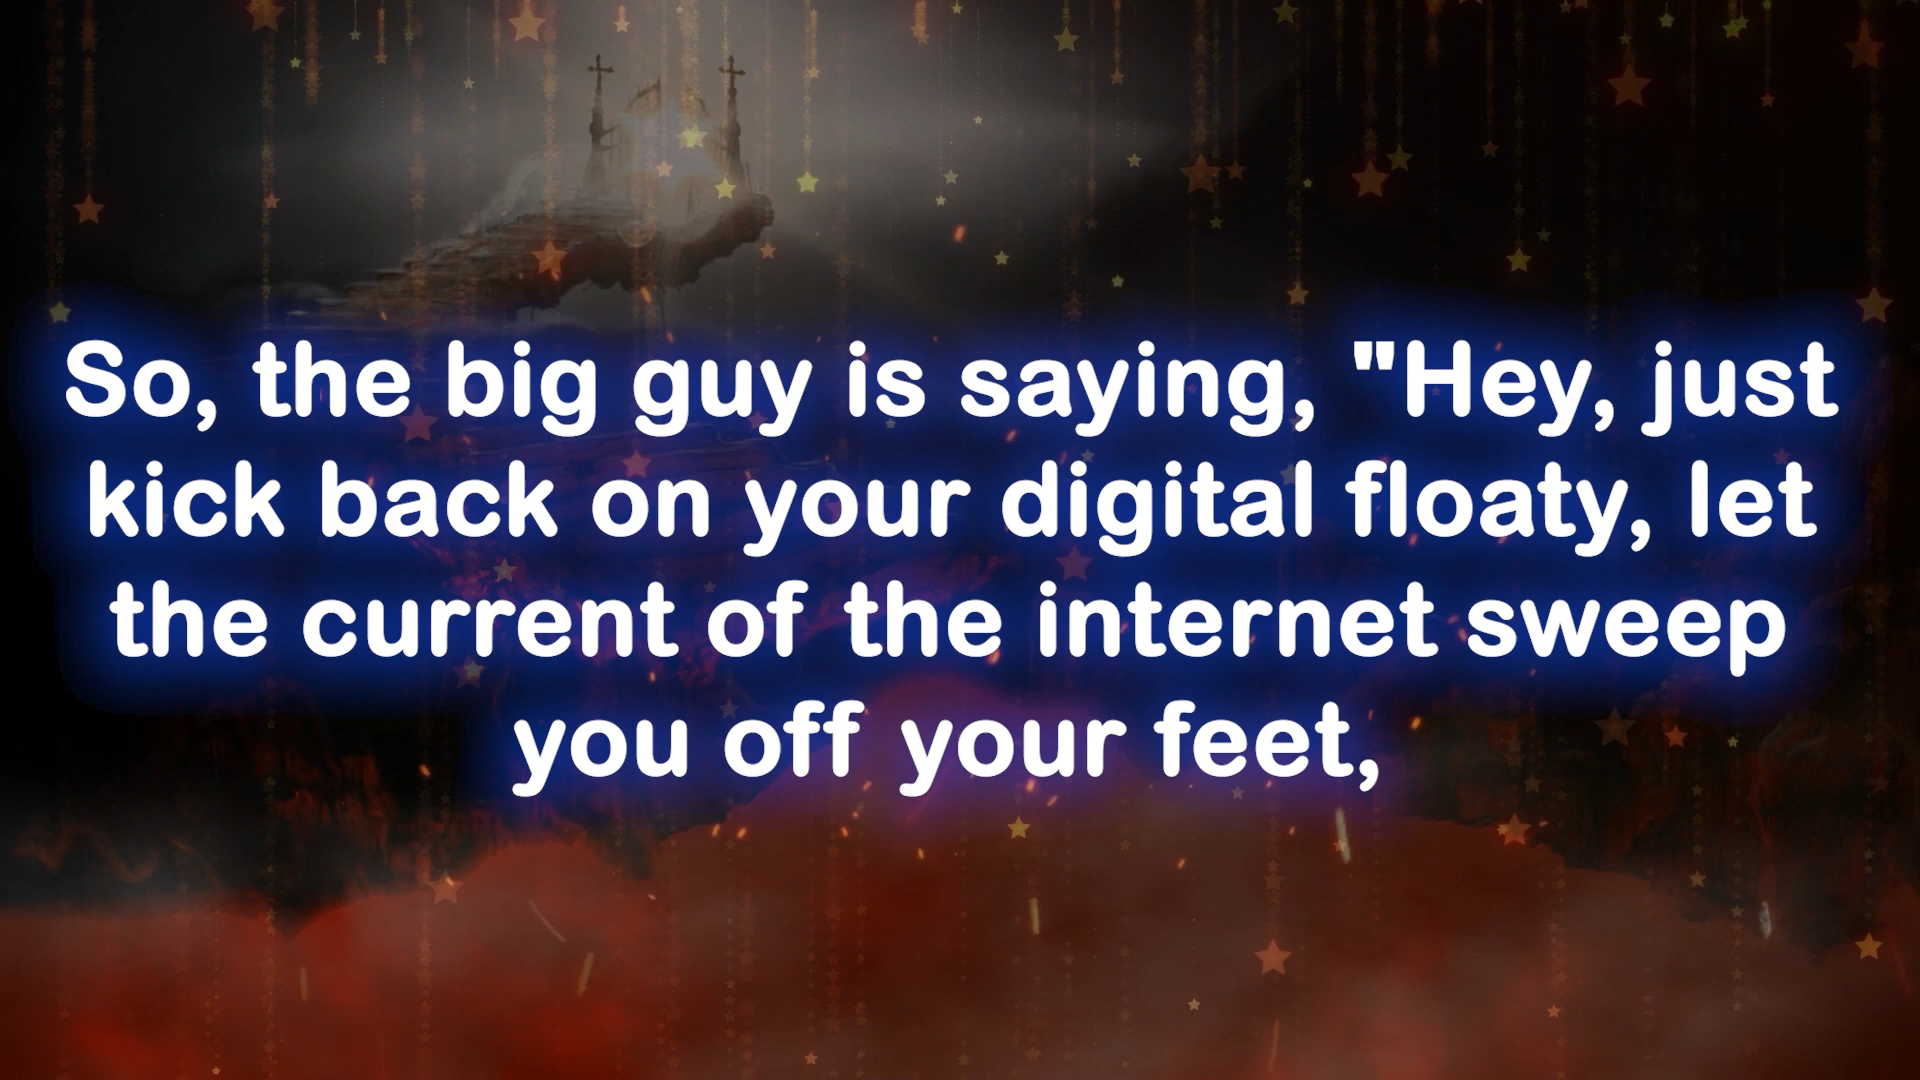 So, the big guy is saying, "Hey, just
kick back on your digital floaty, let
the current of the internet sweep
you off your feet,